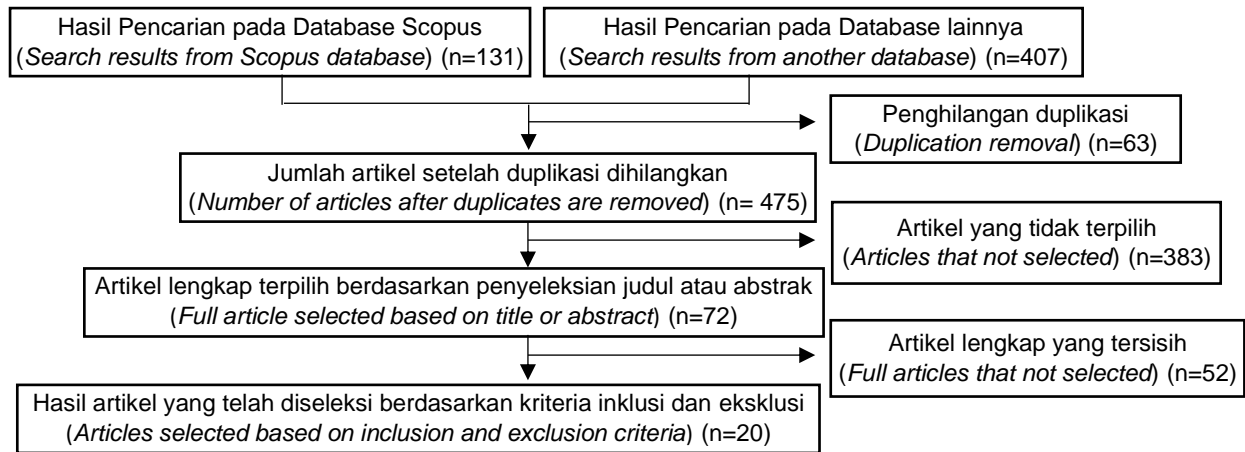 Hasil Pencarian pada Database Scopus
(Search results from Scopus database) (n=131)
Hasil Pencarian pada Database lainnya
(Search results from another database) (n=407)
Penghilangan duplikasi
(Duplication removal) (n=63)
Jumlah artikel setelah duplikasi dihilangkan
(Number of articles after duplicates are removed) (n= 475)
Artikel yang tidak terpilih
(Articles that not selected) (n=383)
Artikel lengkap terpilih berdasarkan penyeleksian judul atau abstrak
(Full article selected based on title or abstract) (n=72)
Artikel lengkap yang tersisih
(Full articles that not selected) (n=52)
Hasil artikel yang telah diseleksi berdasarkan kriteria inklusi dan eksklusi
(Articles selected based on inclusion and exclusion criteria) (n=20)